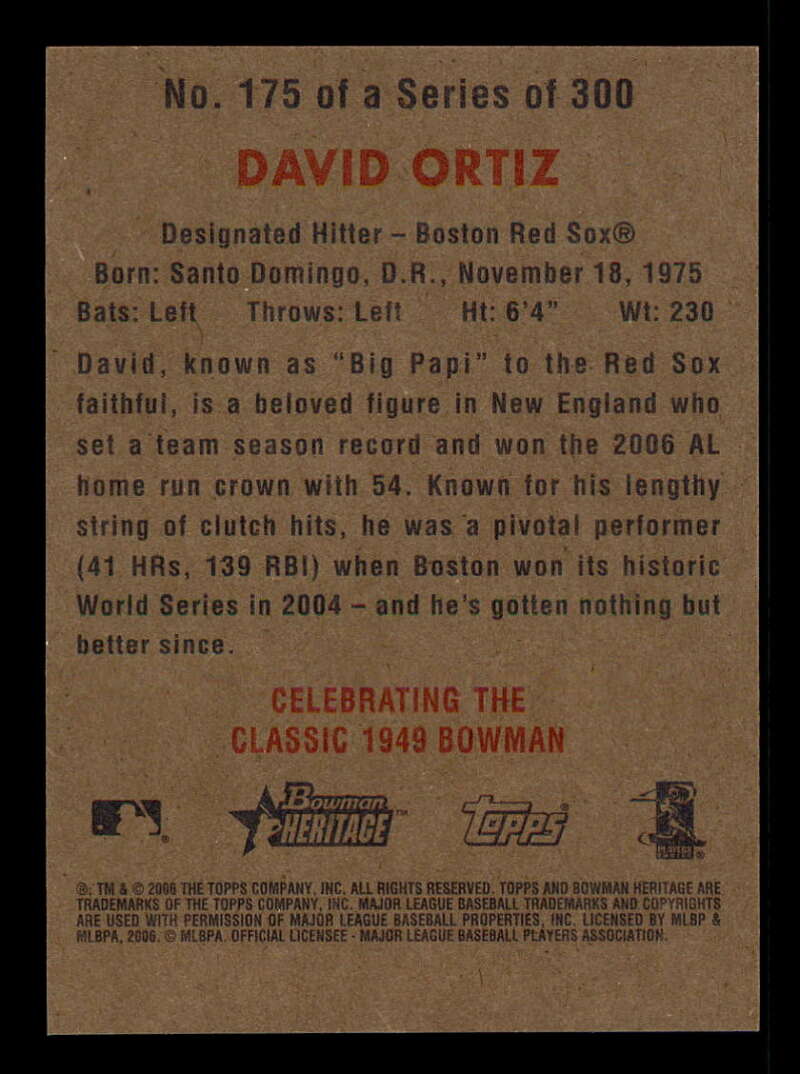 No. 175 of a Series of 300
DAVID ORTIZ
Designated Hitter – Boston Red Sox®
Born: Santo Domingo, D.R., November 18, 1975
Bats: Left Throws: Left Ht: 6'4" Wt: 230
David, known as "Big Papi" to the Red Sox
faithful, is a beloved figure in New England who
set a team season record and won the 2006 AL
home run crown with 54. Known for his lengthy
string of clutch hits, he was a pivotal performer
(41 HRs, 139 RBI) when Boston won its historic
World Series in 2004 – and he's gotten nothing but
better since.
CELEBRATING THE
CLASSIC 1949 BOWMAN
Bowman HERITAGE™ Topps®
®, TM & © 2006 THE TOPPS COMPANY, INC. ALL RIGHTS RESERVED. TOPPS AND BOWMAN HERITAGE ARE
TRADEMARKS OF THE TOPPS COMPANY, INC. MAJOR LEAGUE BASEBALL TRADEMARKS AND COPYRIGHTS
ARE USED WITH PERMISSION OF MAJOR LEAGUE BASEBALL PROPERTIES, INC. LICENSED BY MLBP &
MLBPA, 2006. © MLBPA. OFFICIAL LICENSEE - MAJOR LEAGUE BASEBALL PLAYERS ASSOCIATION.